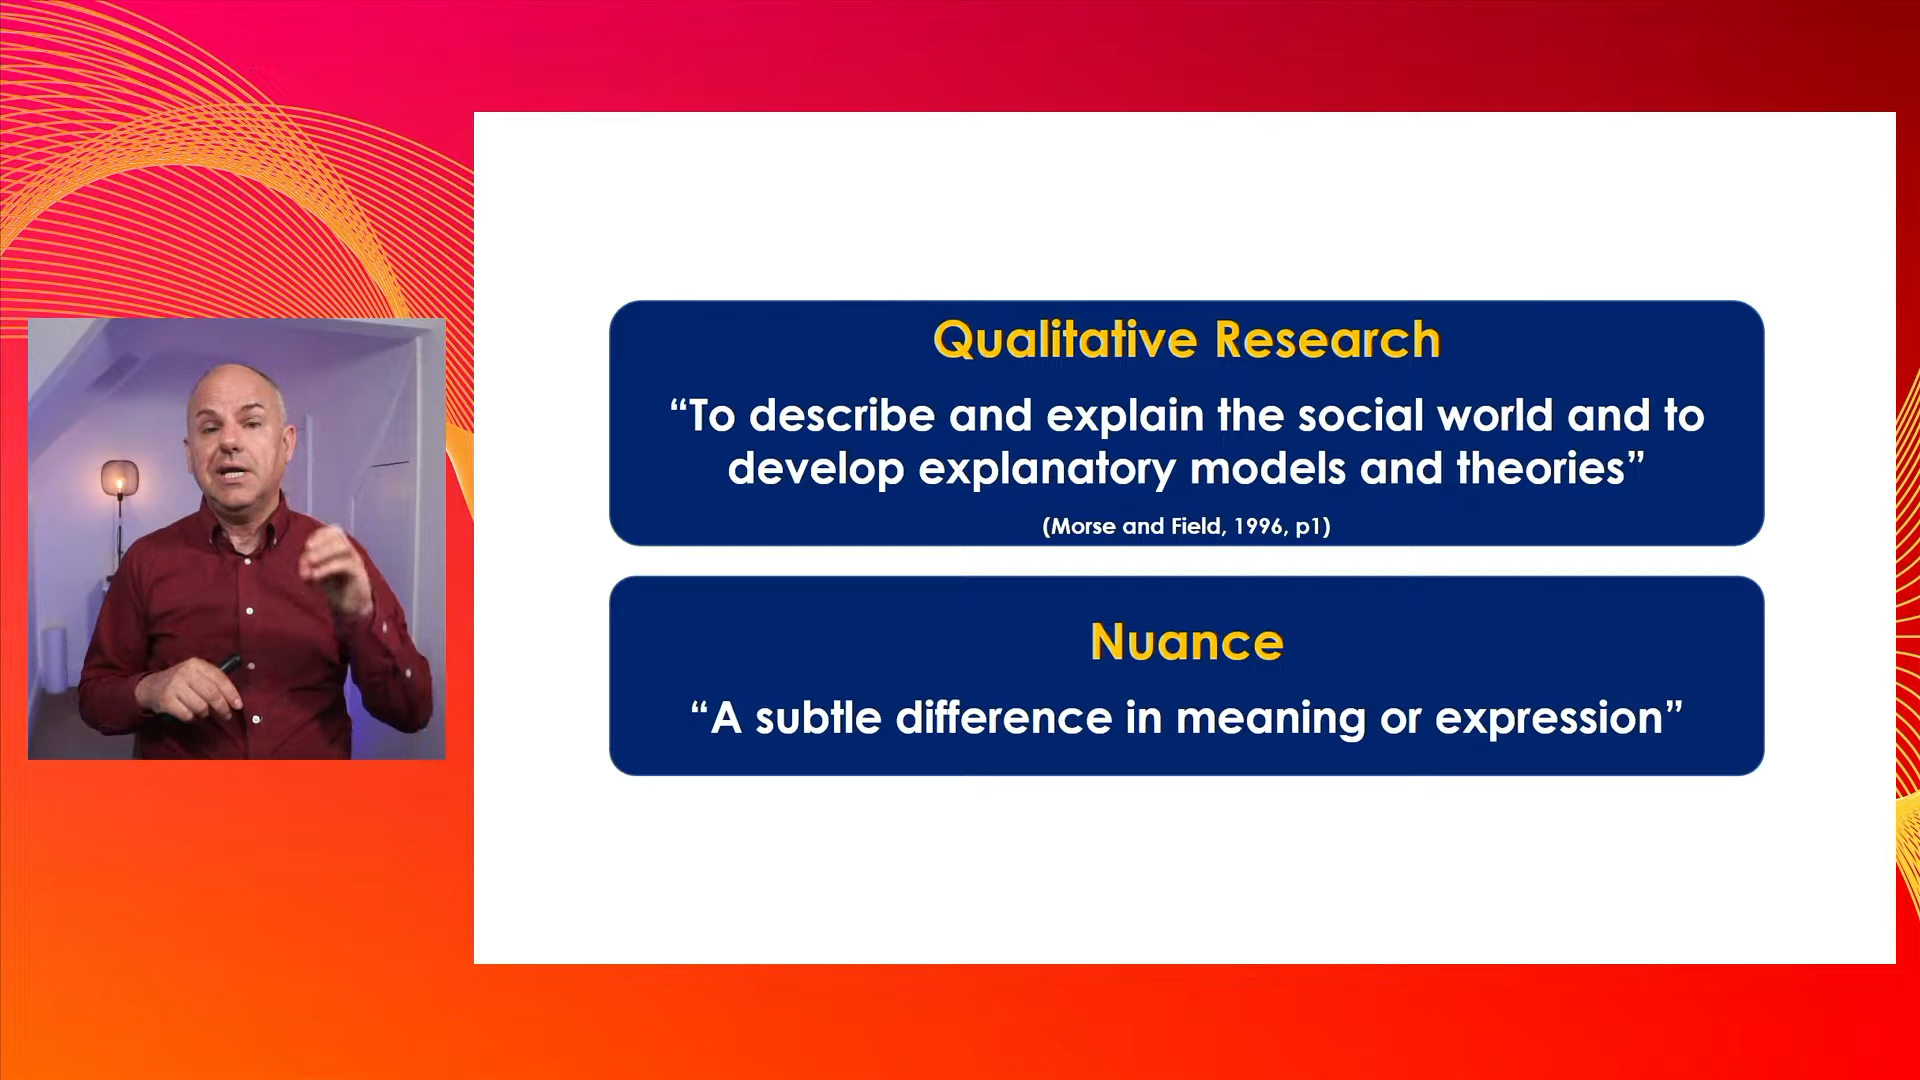 Qualitative Research
“To describe and explain the social world and to
develop explanatory models and theories”
(Morse and Field, 1996, p1)
Nuance
“A subtle difference in meaning or expression”